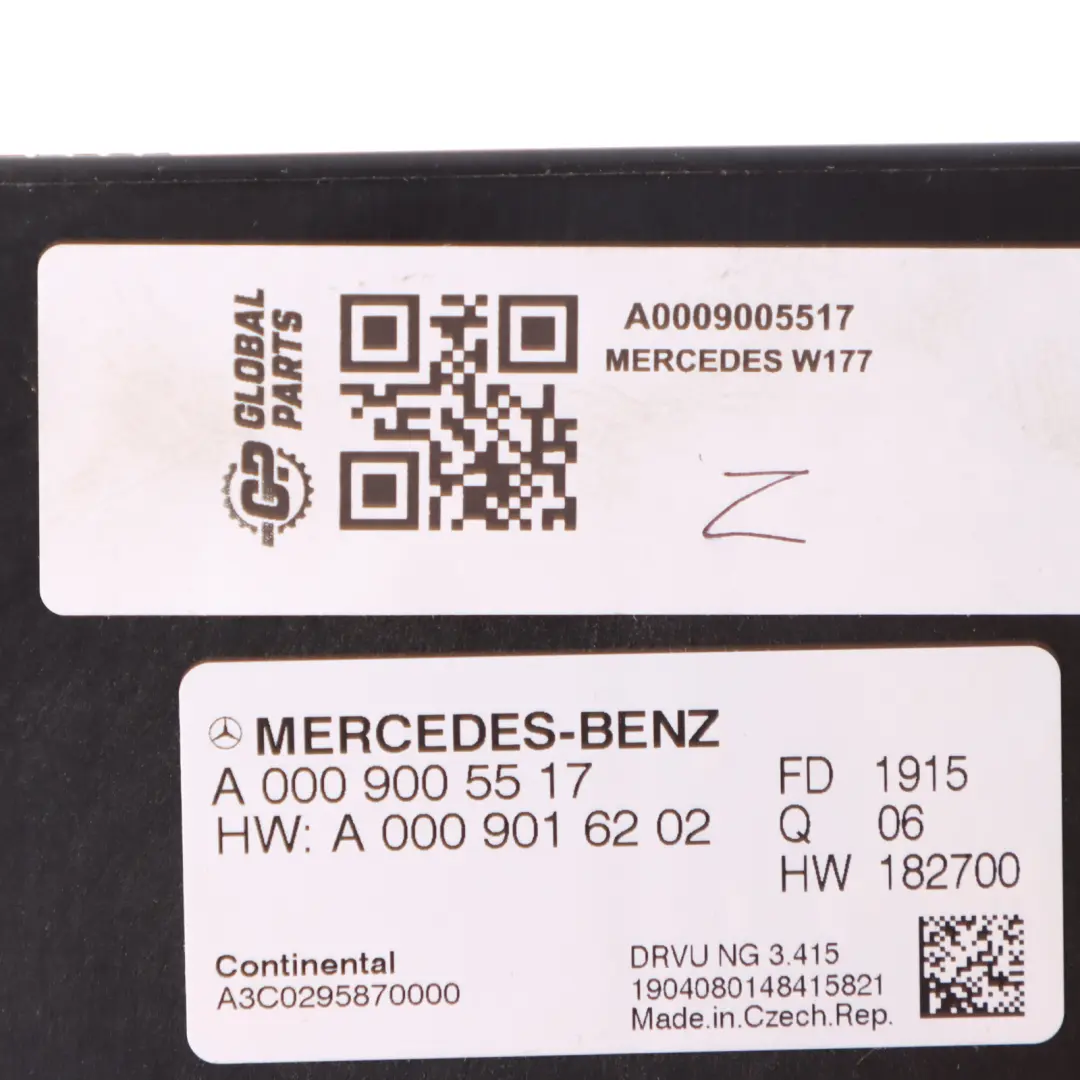 GLOBAL
PARTS
A0009005517
MERCEDES W177
Z
MERCEDES-BENZ
A 000 900 55 17
HW: A 000 901 62 02
FD 1915
Q 06
HW 182700
Continental
A3C0295870000
DRVU NG 3.415
1904080148415821
Made.in.Czech.Rep.